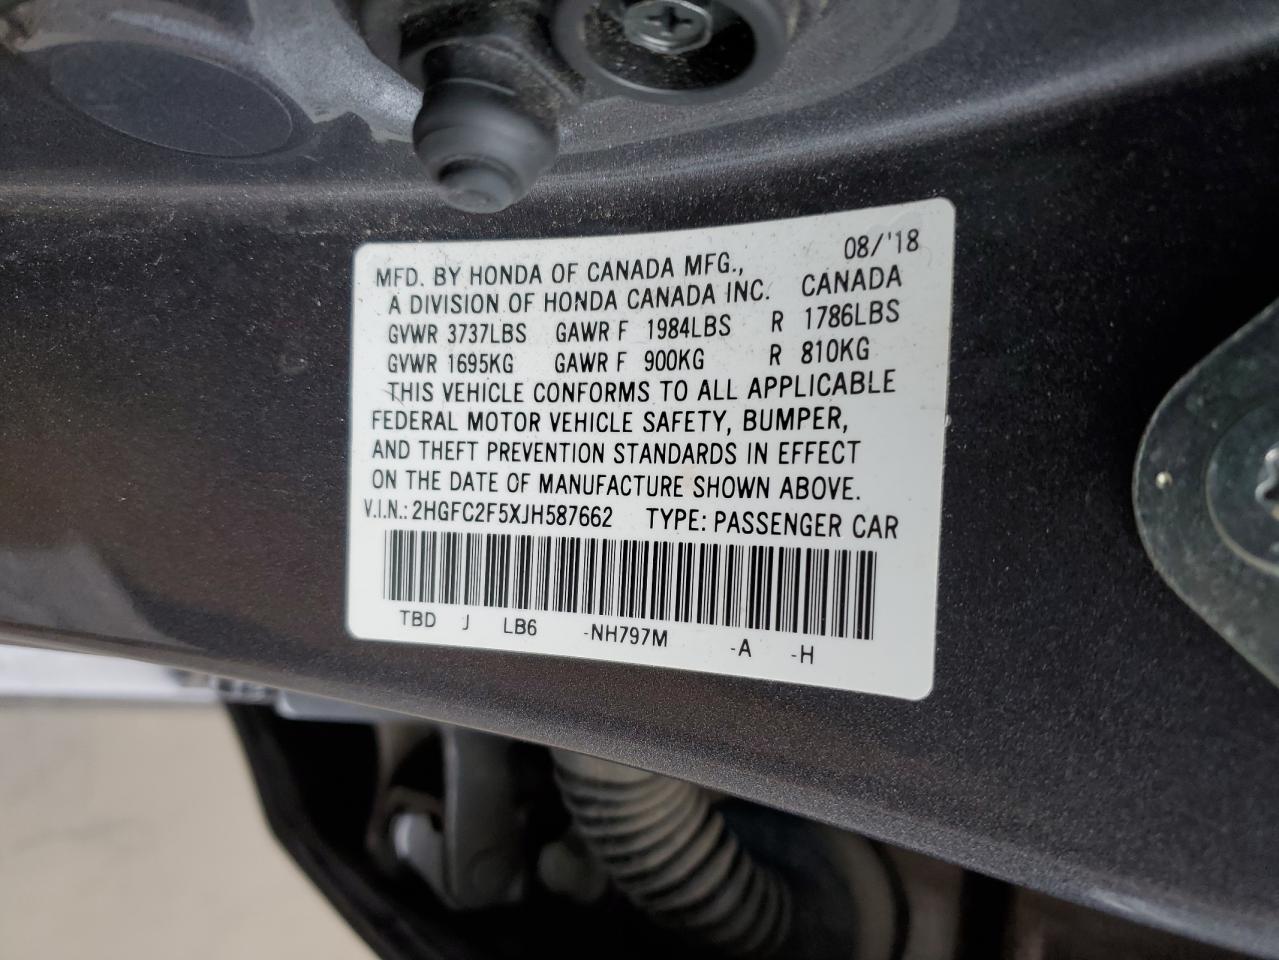 08/'18
MFD. BY HONDA OF CANADA MFG.,
A DIVISION OF HONDA CANADA INC. CANADA
GVWR 3737LBS GAWR F 1984LBS R 1786LBS
GVWR 1695KG GAWR F 900KG R 810KG
THIS VEHICLE CONFORMS TO ALL APPLICABLE
FEDERAL MOTOR VEHICLE SAFETY, BUMPER,
AND THEFT PREVENTION STANDARDS IN EFFECT
ON THE DATE OF MANUFACTURE SHOWN ABOVE.
V.I.N.: 2HGFC2F5XJH587662 TYPE: PASSENGER CAR
TBD J LB6 -NH797M -A -H